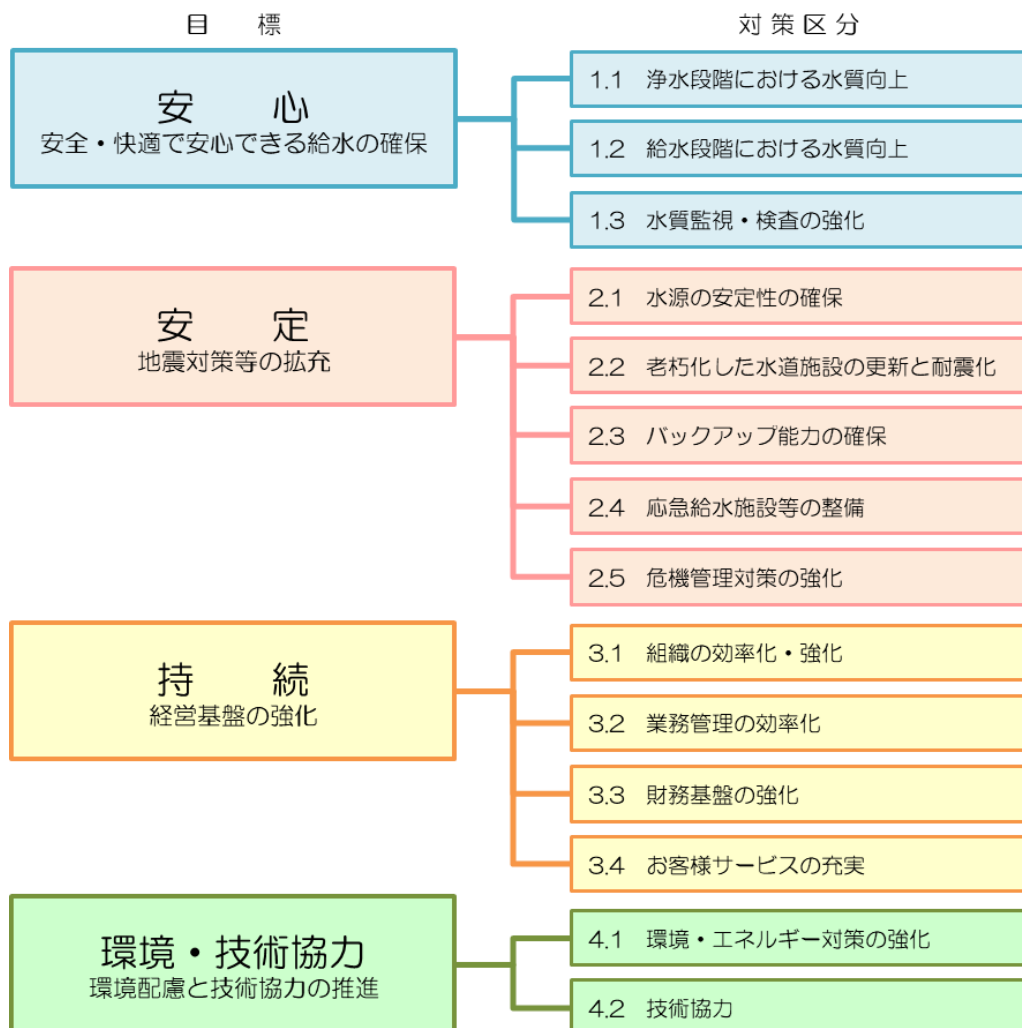 目標 対策区分
安心
安全・快適で安心できる給水の確保
1.1 浄水段階における水質向上
1.2 給水段階における水質向上
1.3 水質監視・検査の強化
安定
地震対策等の拡充
2.1 水源の安定性の確保
2.2 老朽化した水道施設の更新と耐震化
2.3 バックアップ能力の確保
2.4 応急給水施設等の整備
2.5 危機管理対策の強化
持続
経営基盤の強化
3.1 組織の効率化・強化
3.2 業務管理の効率化
3.3 財務基盤の強化
3.4 お客様サービスの充実
環境・技術協力
環境配慮と技術協力の推進
4.1 環境・エネルギー対策の強化
4.2 技術協力